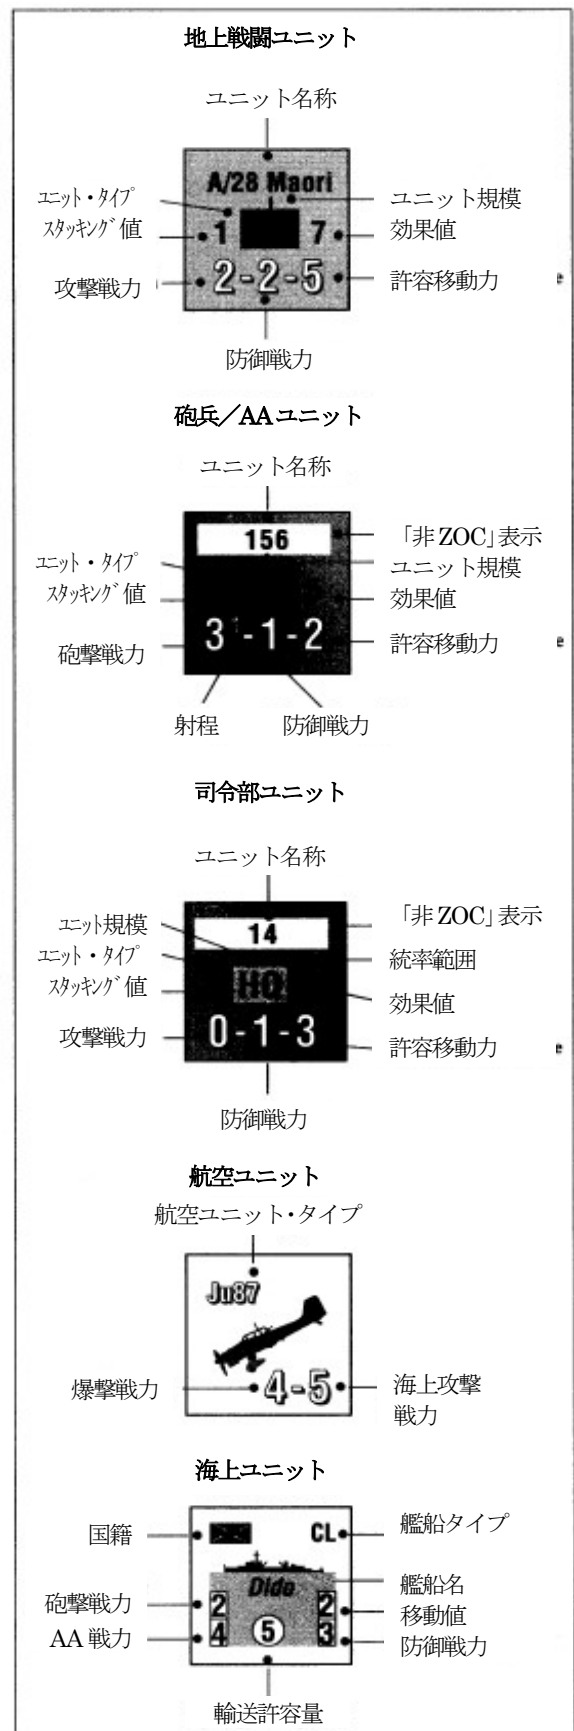 地上戦闘ユニット
ユニット名称
A/28 Maori
ユニット・タイプ
ユニット規模
スタッキング値
1
7
効果値
攻撃戦力
2-2-5
許容移動力
e
防御戦力
砲兵／AAユニット
ユニット名称
156
「非ZOC」表示
ユニット・タイプ
ユニット規模
スタッキング値
効果値
砲撃戦力
3 -1-2
許容移動力
e
射程
防御戦力
司令部ユニット
ユニット名称
ユニット規模
14
「非ZOC」表示
ユニット・タイプ
統率範囲
スタッキング値
HQ
効果値
攻撃戦力
0-1-3
許容移動力
e
防御戦力
航空ユニット
航空ユニット・タイプ
Ju87
爆撃戦力
4-5
海上攻撃
戦力
海上ユニット
国籍
CL
艦船タイプ
Dido
艦船名
砲撃戦力
2
2
移動値
AA戦力
4
5
3
防御戦力
輸送許容量